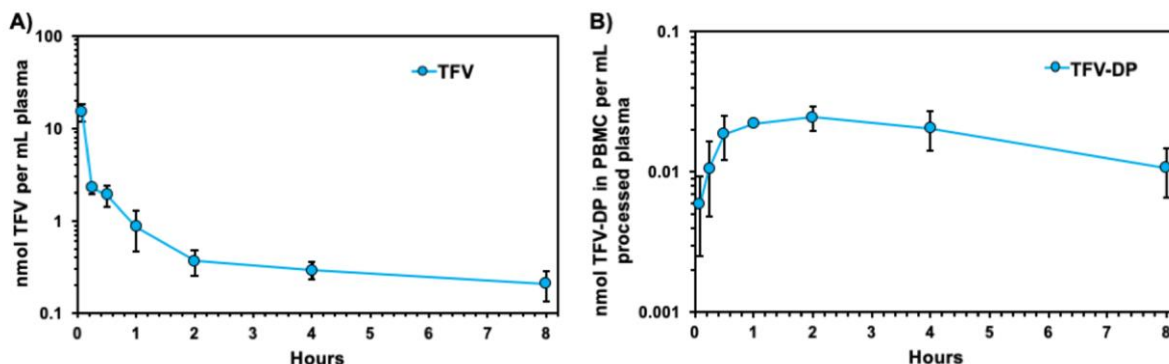 A)
100
10
1
0.1
nmol TFV per mL plasma
TFV
0 1 2 3 4 5 6 7 8
Hours
B)
0.1
0.01
0.001
nmol TFV-DP in PBMC per mL
processed plasma
TFV-DP
0 1 2 3 4 5 6 7 8
Hours